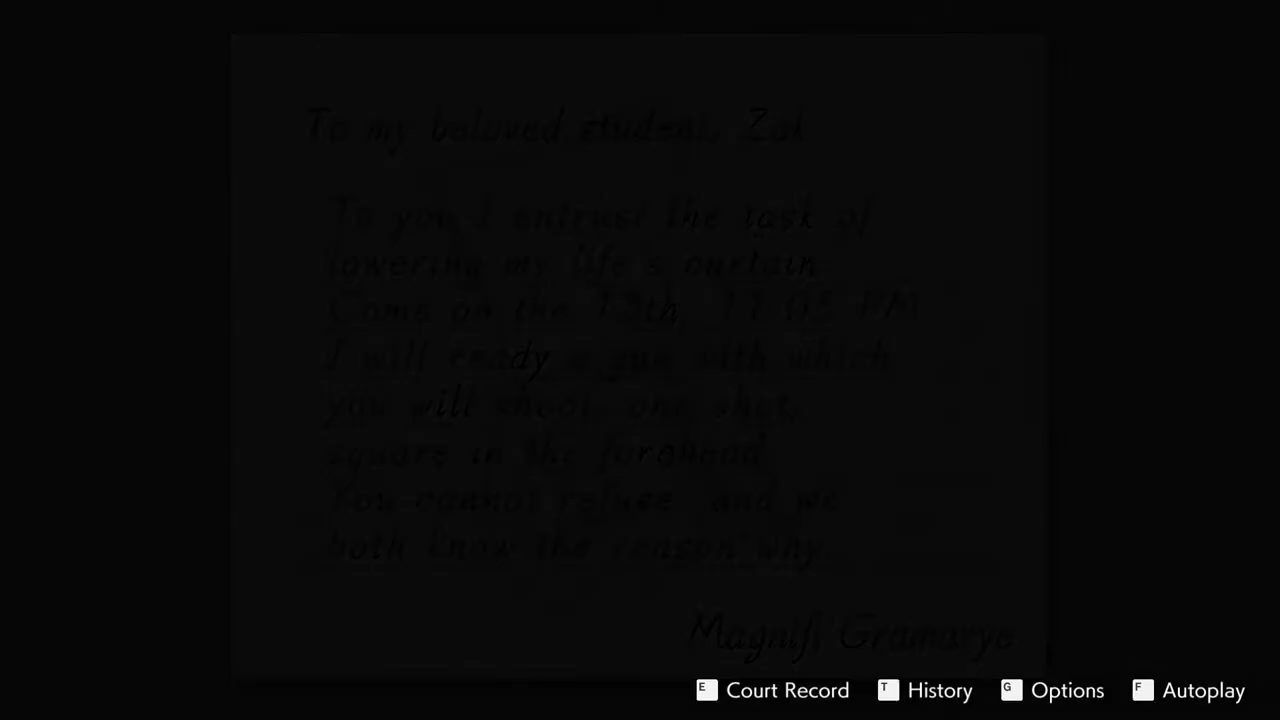 To my beloved student, Zak
To you I entrust the task of
lowering my life's curtain.
Come on the 13th, 11:05 PM.
I will ready a gun with which
you will shoot, one shot,
square in the forehead.
You cannot refuse, and we
both know the reason why.
Magnifi Gramarye
E Court Record
T History
G Options
F Autoplay